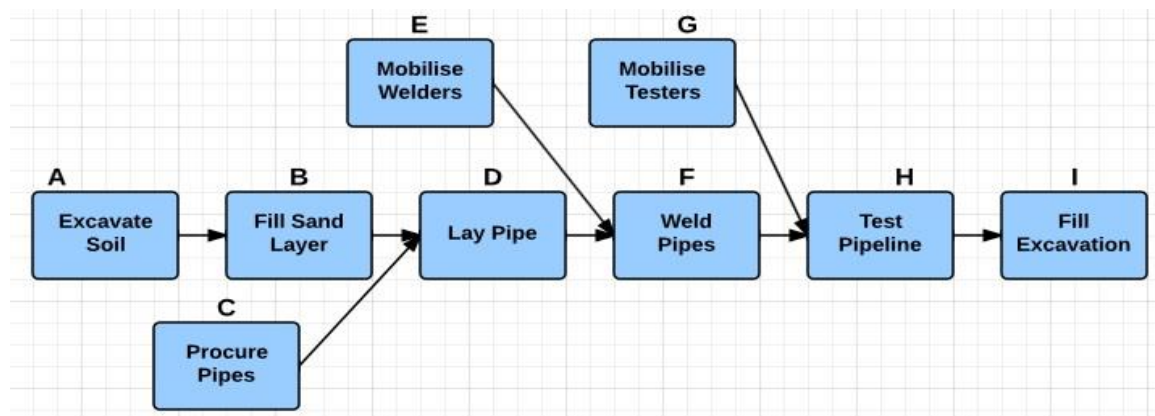 E
G
Mobilise
Welders
Mobilise
Testers
A
B
D
F
H
I
Excavate
Soil
Fill Sand
Layer
Lay Pipe
Weld
Pipes
Test
Pipeline
Fill
Excavation
C
Procure
Pipes